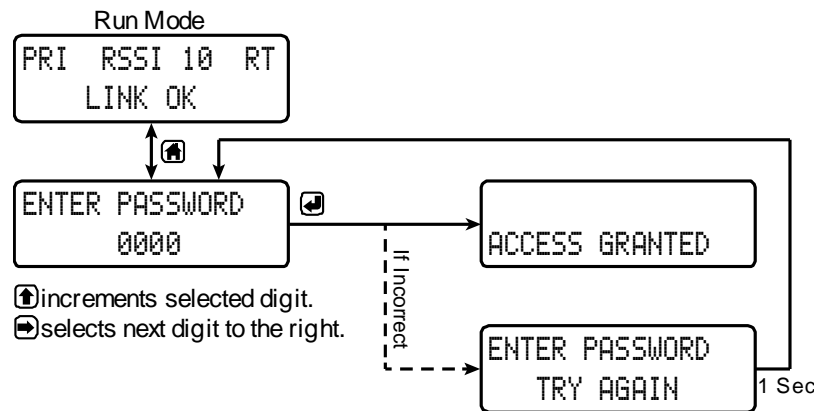 Run Mode
PRI RSSI 10 RT
LINK OK
ENTER PASSWORD
0000
ACCESS GRANTED
increments selected digit.
selects next digit to the right.
If Incorrect
ENTER PASSWORD
TRY AGAIN
1 Sec